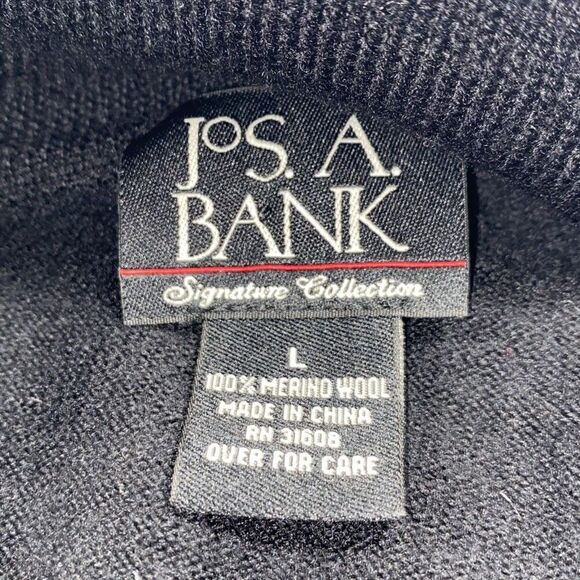 JOS. A.
BANK
Signature Collection
L
100% MERINO WOOL
MADE IN CHINA
RN 31608
OVER FOR CARE